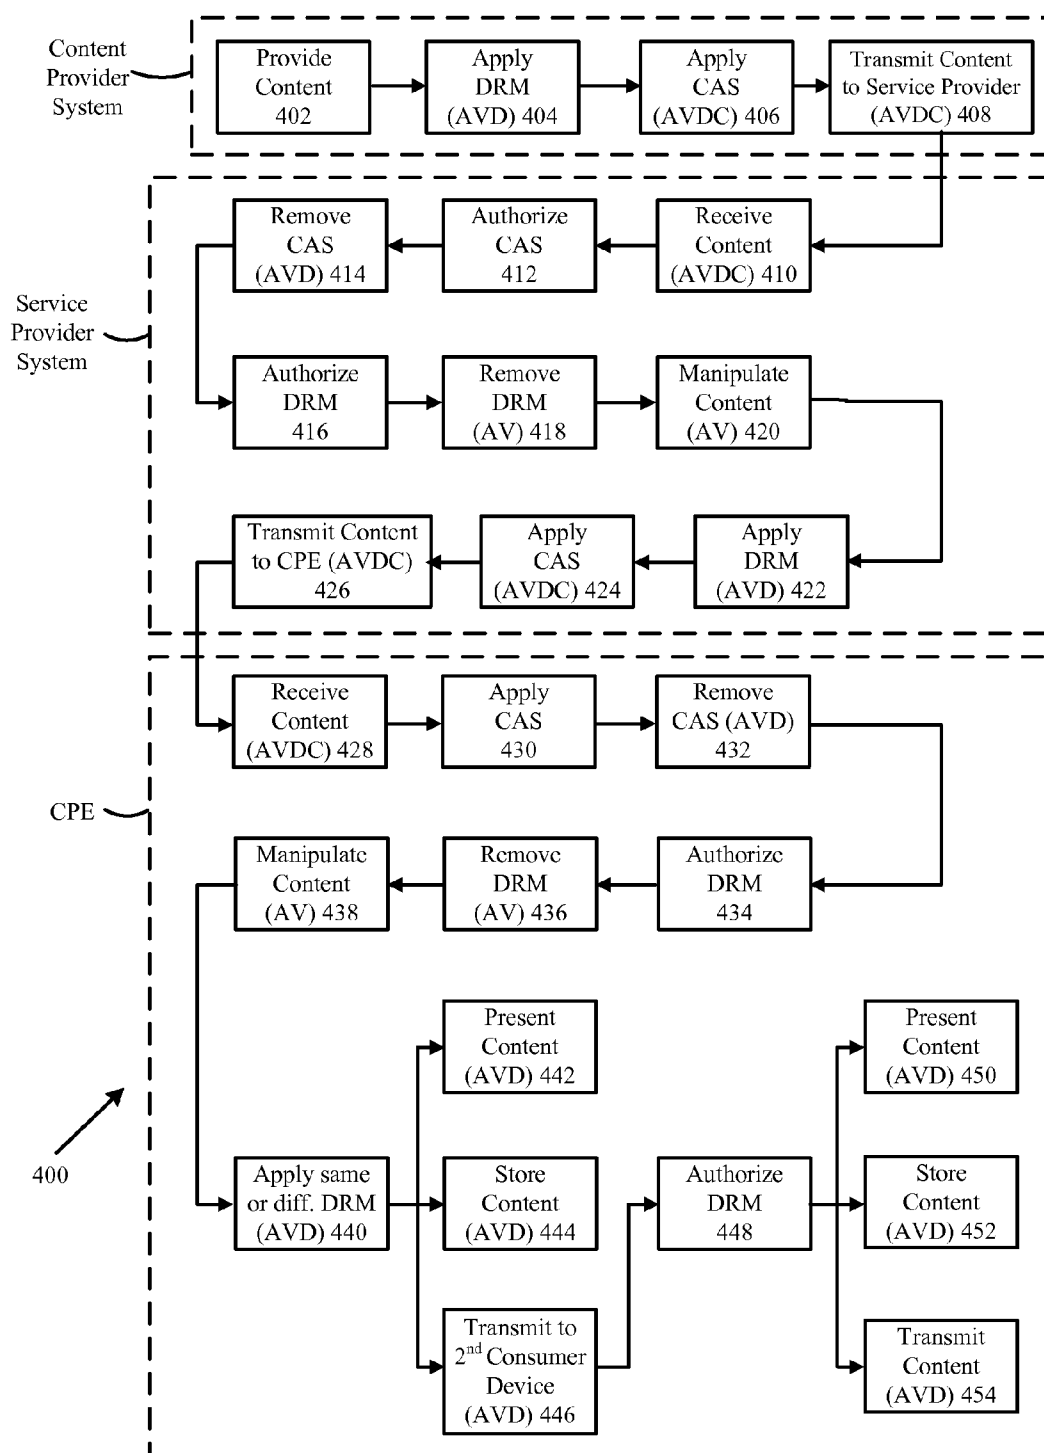 Content
Provider
System
Provide
Content
402
Apply
DRM
(AVD) 404
Apply
CAS
(AVDC) 406
Transmit Content
to Service Provider
(AVDC) 408
Service
Provider
System
Remove
CAS
(AVD) 414
Authorize
CAS
412
Receive
Content
(AVDC) 410
Authorize
DRM
416
Remove
DRM
(AV) 418
Manipulate
Content
(AV) 420
Transmit Content
to CPE (AVDC)
426
Apply
CAS
(AVDC) 424
Apply
DRM
(AVD) 422
CPE
Receive
Content
(AVDC) 428
Apply
CAS
430
Remove
CAS (AVD)
432
Manipulate
Content
(AV) 438
Remove
DRM
(AV) 436
Authorize
DRM
434
Present
Content
(AVD) 442
Present
Content
(AVD) 450
400
Apply same
or diff. DRM
(AVD) 440
Store
Content
(AVD) 444
Authorize
DRM
448
Store
Content
(AVD) 452
Transmit to
2nd Consumer
Device
(AVD) 446
Transmit
Content
(AVD) 454